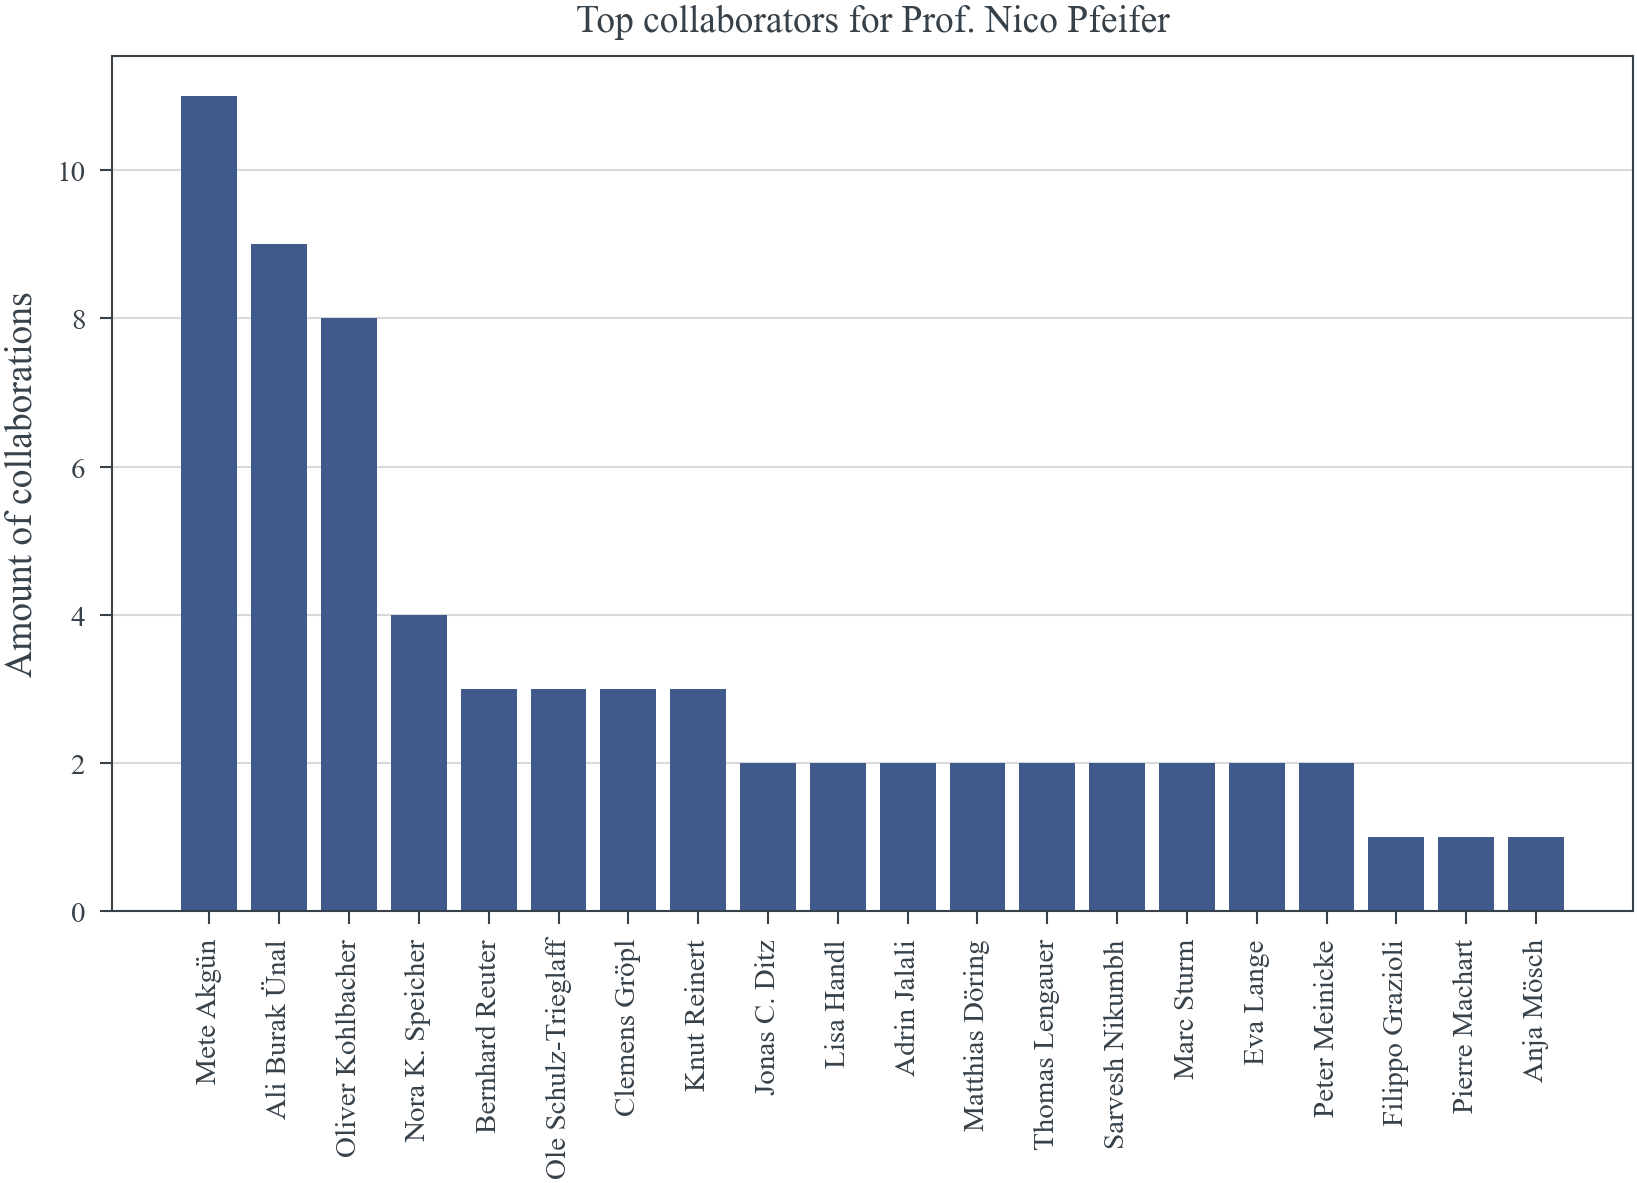 Top collaborators for Prof. Nico Pfeifer
Amount of collaborations
10
8
6
4
2
0
Mete Akgün
Ali Burak Ünal
Oliver Kohlbacher
Nora K. Speicher
Bernhard Reuter
Ole Schulz-Trieglaff
Clemens Gröpl
Knut Reinert
Jonas C. Ditz
Lisa Handl
Adrin Jalali
Matthias Döring
Thomas Lengauer
Sarvesh Nikumbh
Marc Sturm
Eva Lange
Peter Meinicke
Filippo Grazioli
Pierre Machart
Anja Mösch